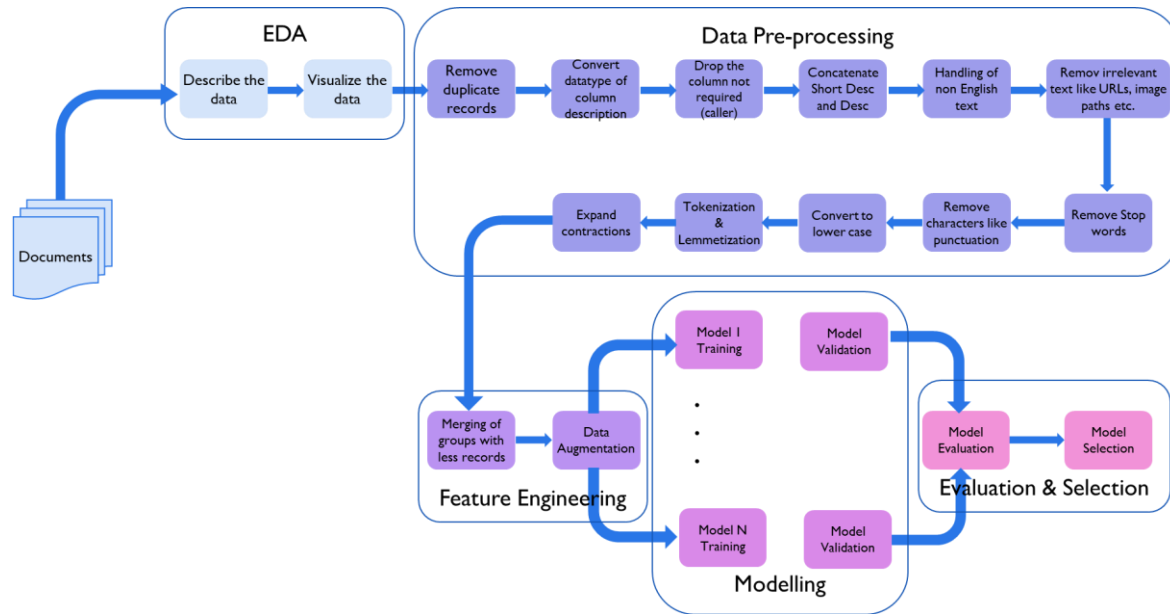 EDA
Data Pre-processing
Describe the
data
Visualize the
data
Remove
duplicate
records
Convert
datatype of
column
description
Drop the
column not
required
(caller)
Concatenate
Short Desc
and Desc
Handling of
non English
text
Remov irrelevant
text like URLs, image
paths etc.
Documents
Expand
contractions
Tokenization
&
Lemmetization
Convert to
lower case
Remove
characters like
punctuation
Remove Stop
words
Model 1
Training
Model
Validation
Merging of
groups with
less records
Data
Augmentation
Model
Evaluation
Model
Selection
Feature Engineering
Evaluation & Selection
Model N
Training
Model
Validation
Modelling